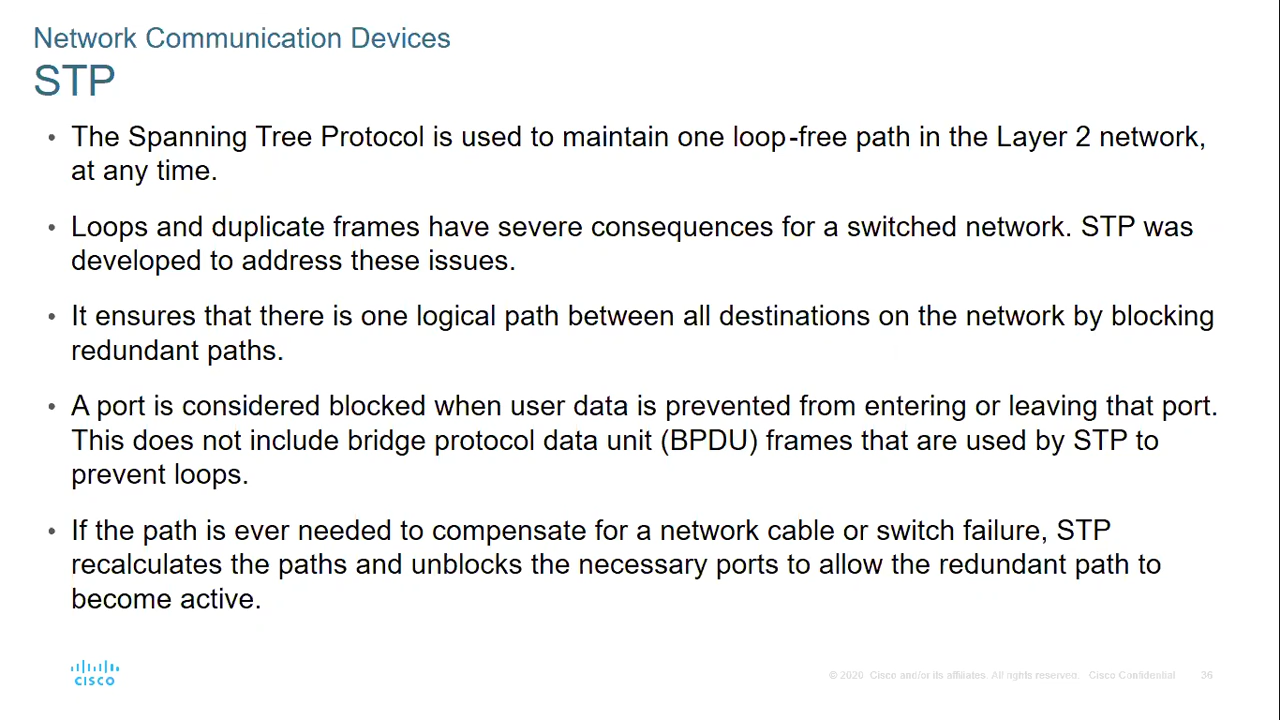 Network Communication Devices
STP
• The Spanning Tree Protocol is used to maintain one loop-free path in the Layer 2 network,
at any time.
• Loops and duplicate frames have severe consequences for a switched network. STP was
developed to address these issues.
• It ensures that there is one logical path between all destinations on the network by blocking
redundant paths.
• A port is considered blocked when user data is prevented from entering or leaving that port.
This does not include bridge protocol data unit (BPDU) frames that are used by STP to
prevent loops.
• If the path is ever needed to compensate for a network cable or switch failure, STP
recalculates the paths and unblocks the necessary ports to allow the redundant path to
become active.
CISCO
© 2020 Cisco and/or its affiliates. All rights reserved. Cisco Confidential 36